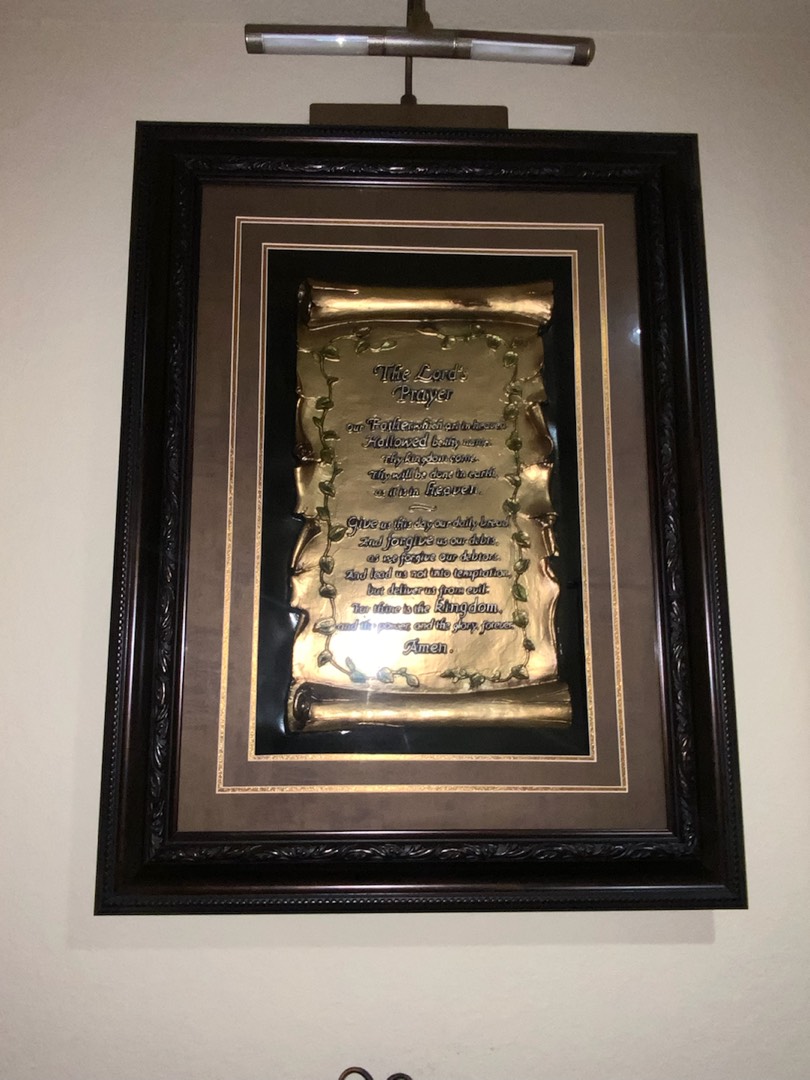 The Lord's
Prayer
Our Father which art in heaven
Hallowed be thy name.
Thy kingdom come.
Thy will be done in earth,
as it is in heaven.
Give us this day our daily bread.
And forgive us our debts,
as we forgive our debtors.
And lead us not into temptation,
but deliver us from evil:
For thine is the kingdom,
and the power, and the glory, forever.
Amen.